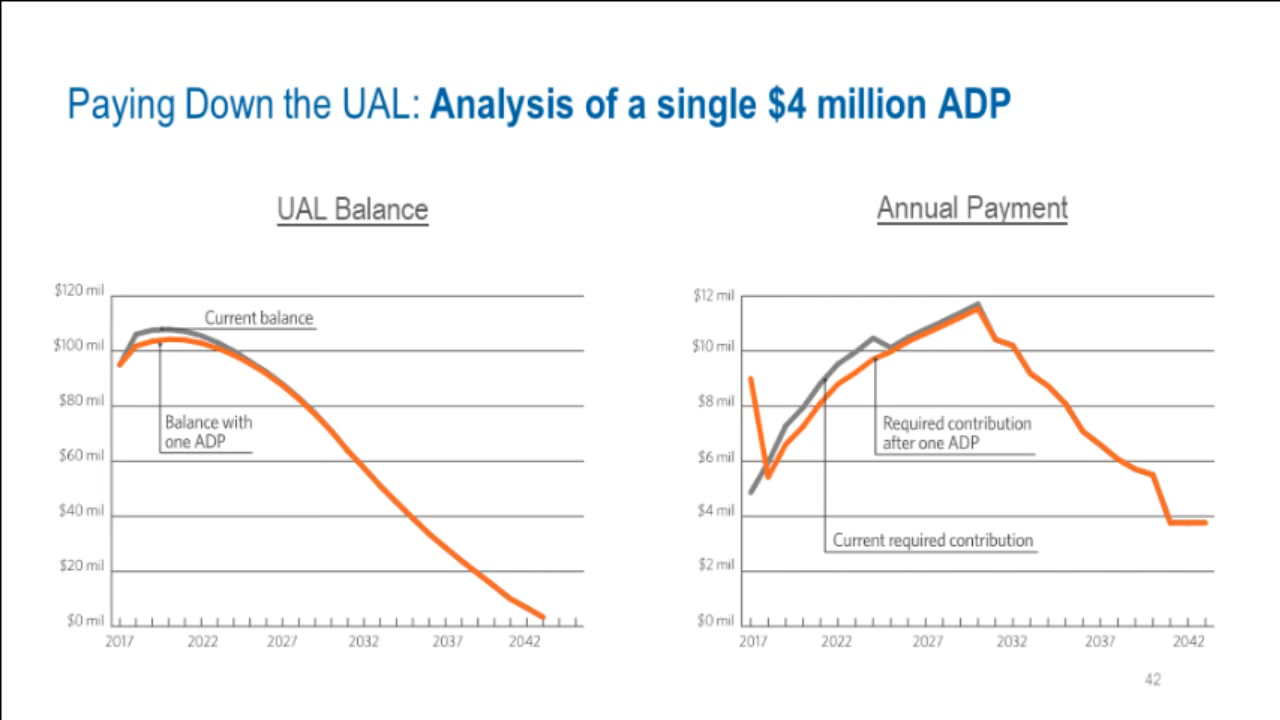 Paying Down the UAL: Analysis of a single $4 million ADP
UAL Balance
$120 mil
$100 mil
$80 mil
$60 mil
$40 mil
$20 mil
$0 mil
Current balance
Balance with
one ADP
2017 2022 2027 2032 2037 2042
Annual Payment
$12 mil
$10 mil
$8 mil
$6 mil
$4 mil
$2 mil
$0 mil
Required contribution
after one ADP
Current required contribution
2017 2022 2027 2032 2037 2042
42